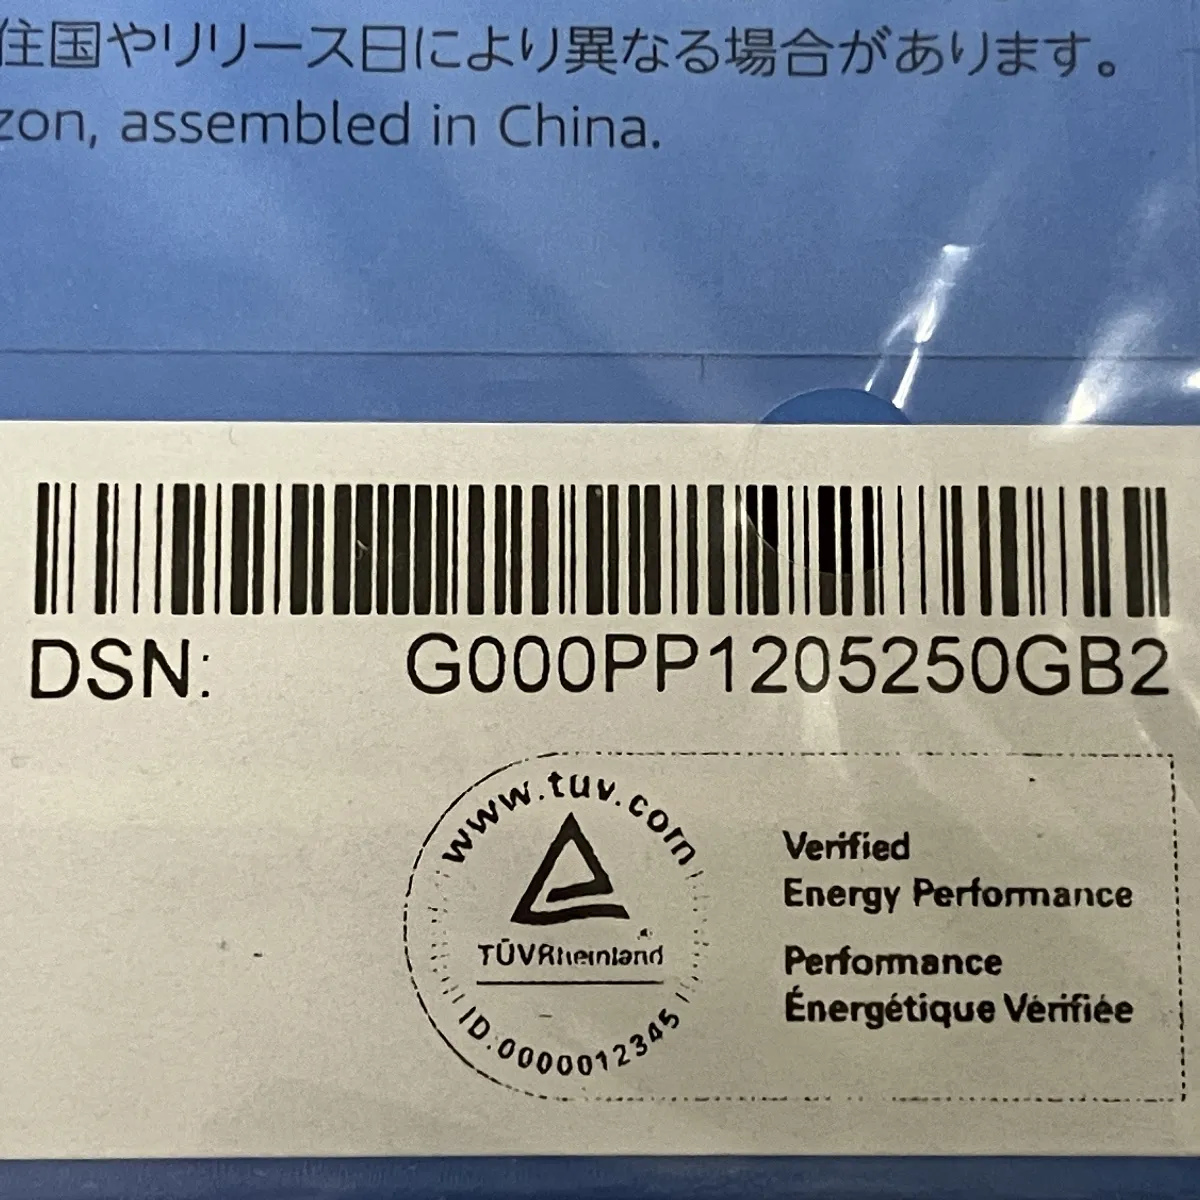 住国やリリース日により異なる場合があります。
zon, assembled in China.
DSN: G000PP1205250GB2
www.tuv.com
TÜVRheinland
ID:0000012345
Verified
Energy Performance
Performance
Énergétique Vérifiée